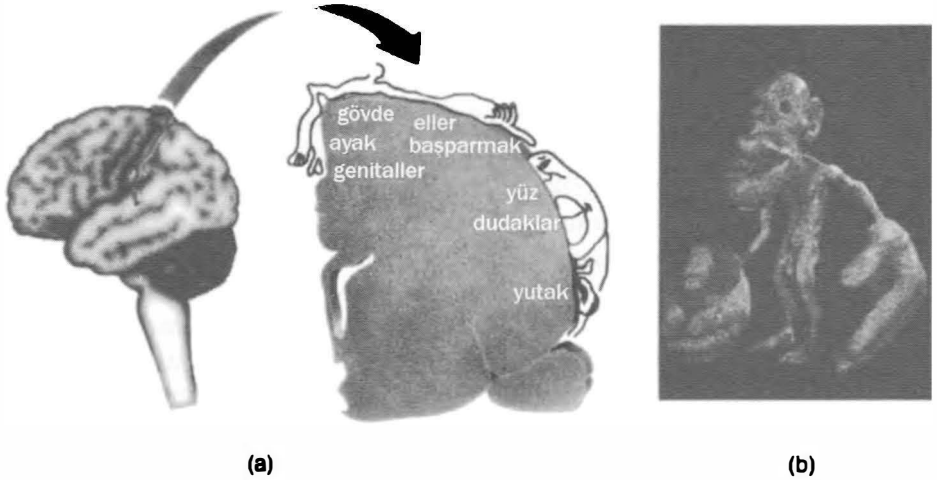 gövde
ayak
genitaller
eller
başparmak
yüz
dudaklar
yutak
(a)
(b)